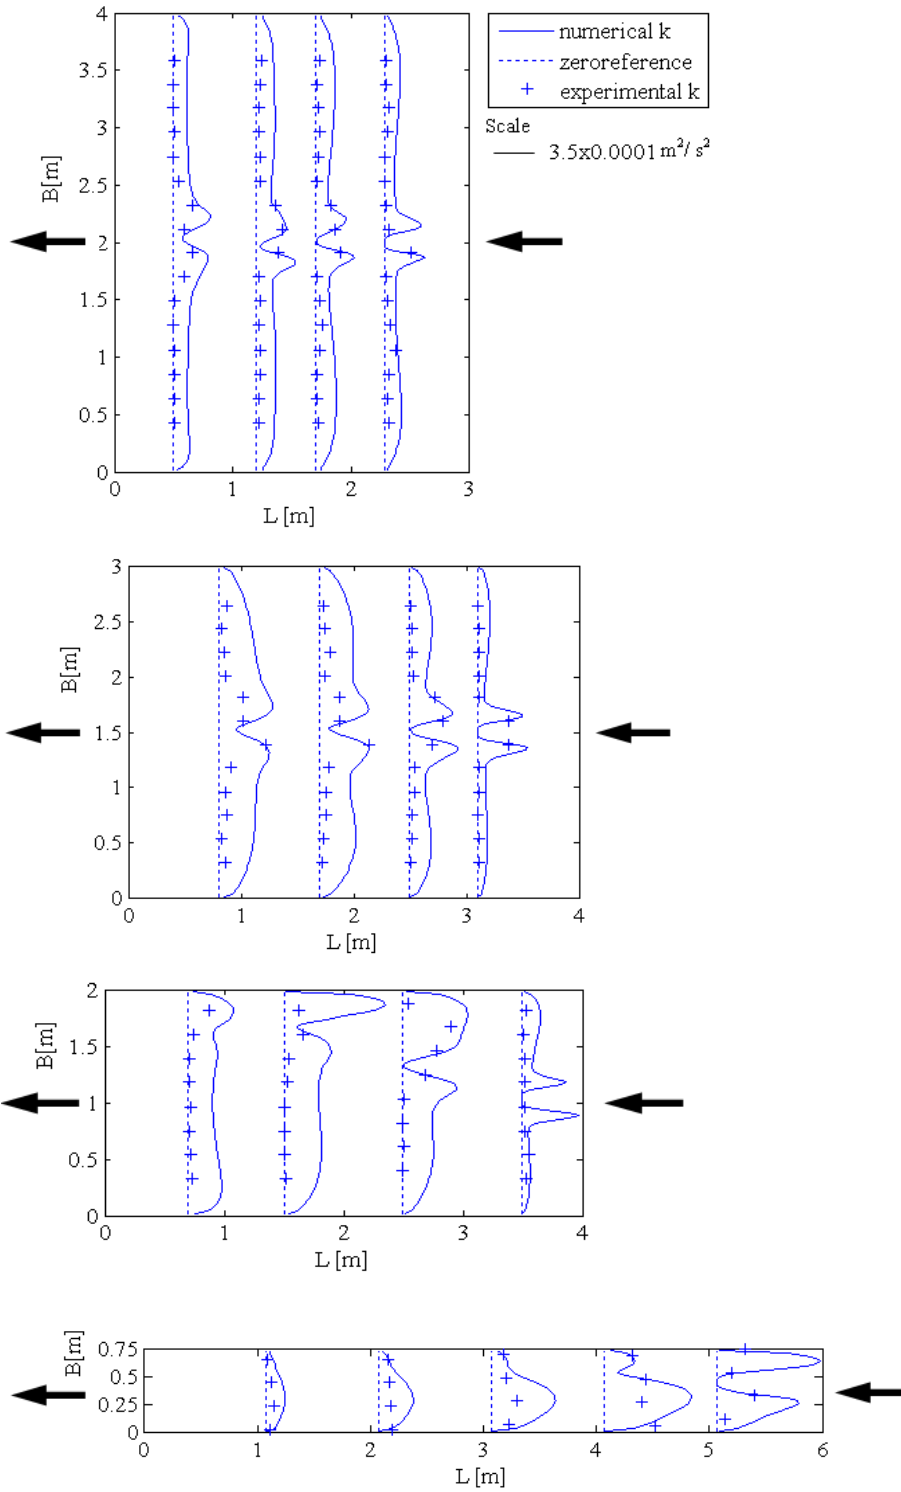 4
3.5
3
2.5
2
1.5
1
0.5
0
B[m]
0 1 2 3
L [m]
numerical k
zeroreference
experimental k
Scale
3.5x0.0001 m²/ s²
3
2.5
2
1.5
1
0.5
0
B[m]
0 1 2 3 4
L [m]
2
1.5
1
0.5
0
B[m]
0 1 2 3 4
L [m]
0.75
0.5
0.25
0
B[m]
0 1 2 3 4 5 6
L [m]